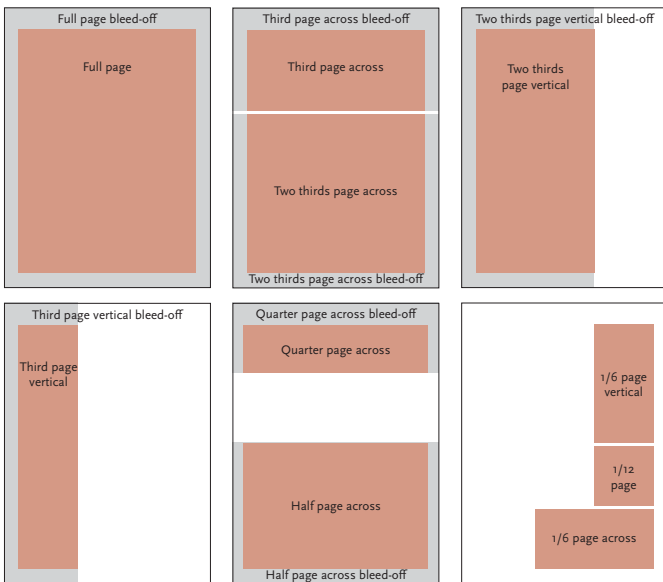 Full page bleed-off
Full page
Third page across bleed-off
Third page across
Two thirds page across
Two thirds page across bleed-off
Two thirds page vertical bleed-off
Two thirds
page vertical
Third page vertical bleed-off
Third page
vertical
Quarter page across bleed-off
Quarter page across
Half page across
Half page across bleed-off
1/6 page
vertical
1/12
page
1/6 page across